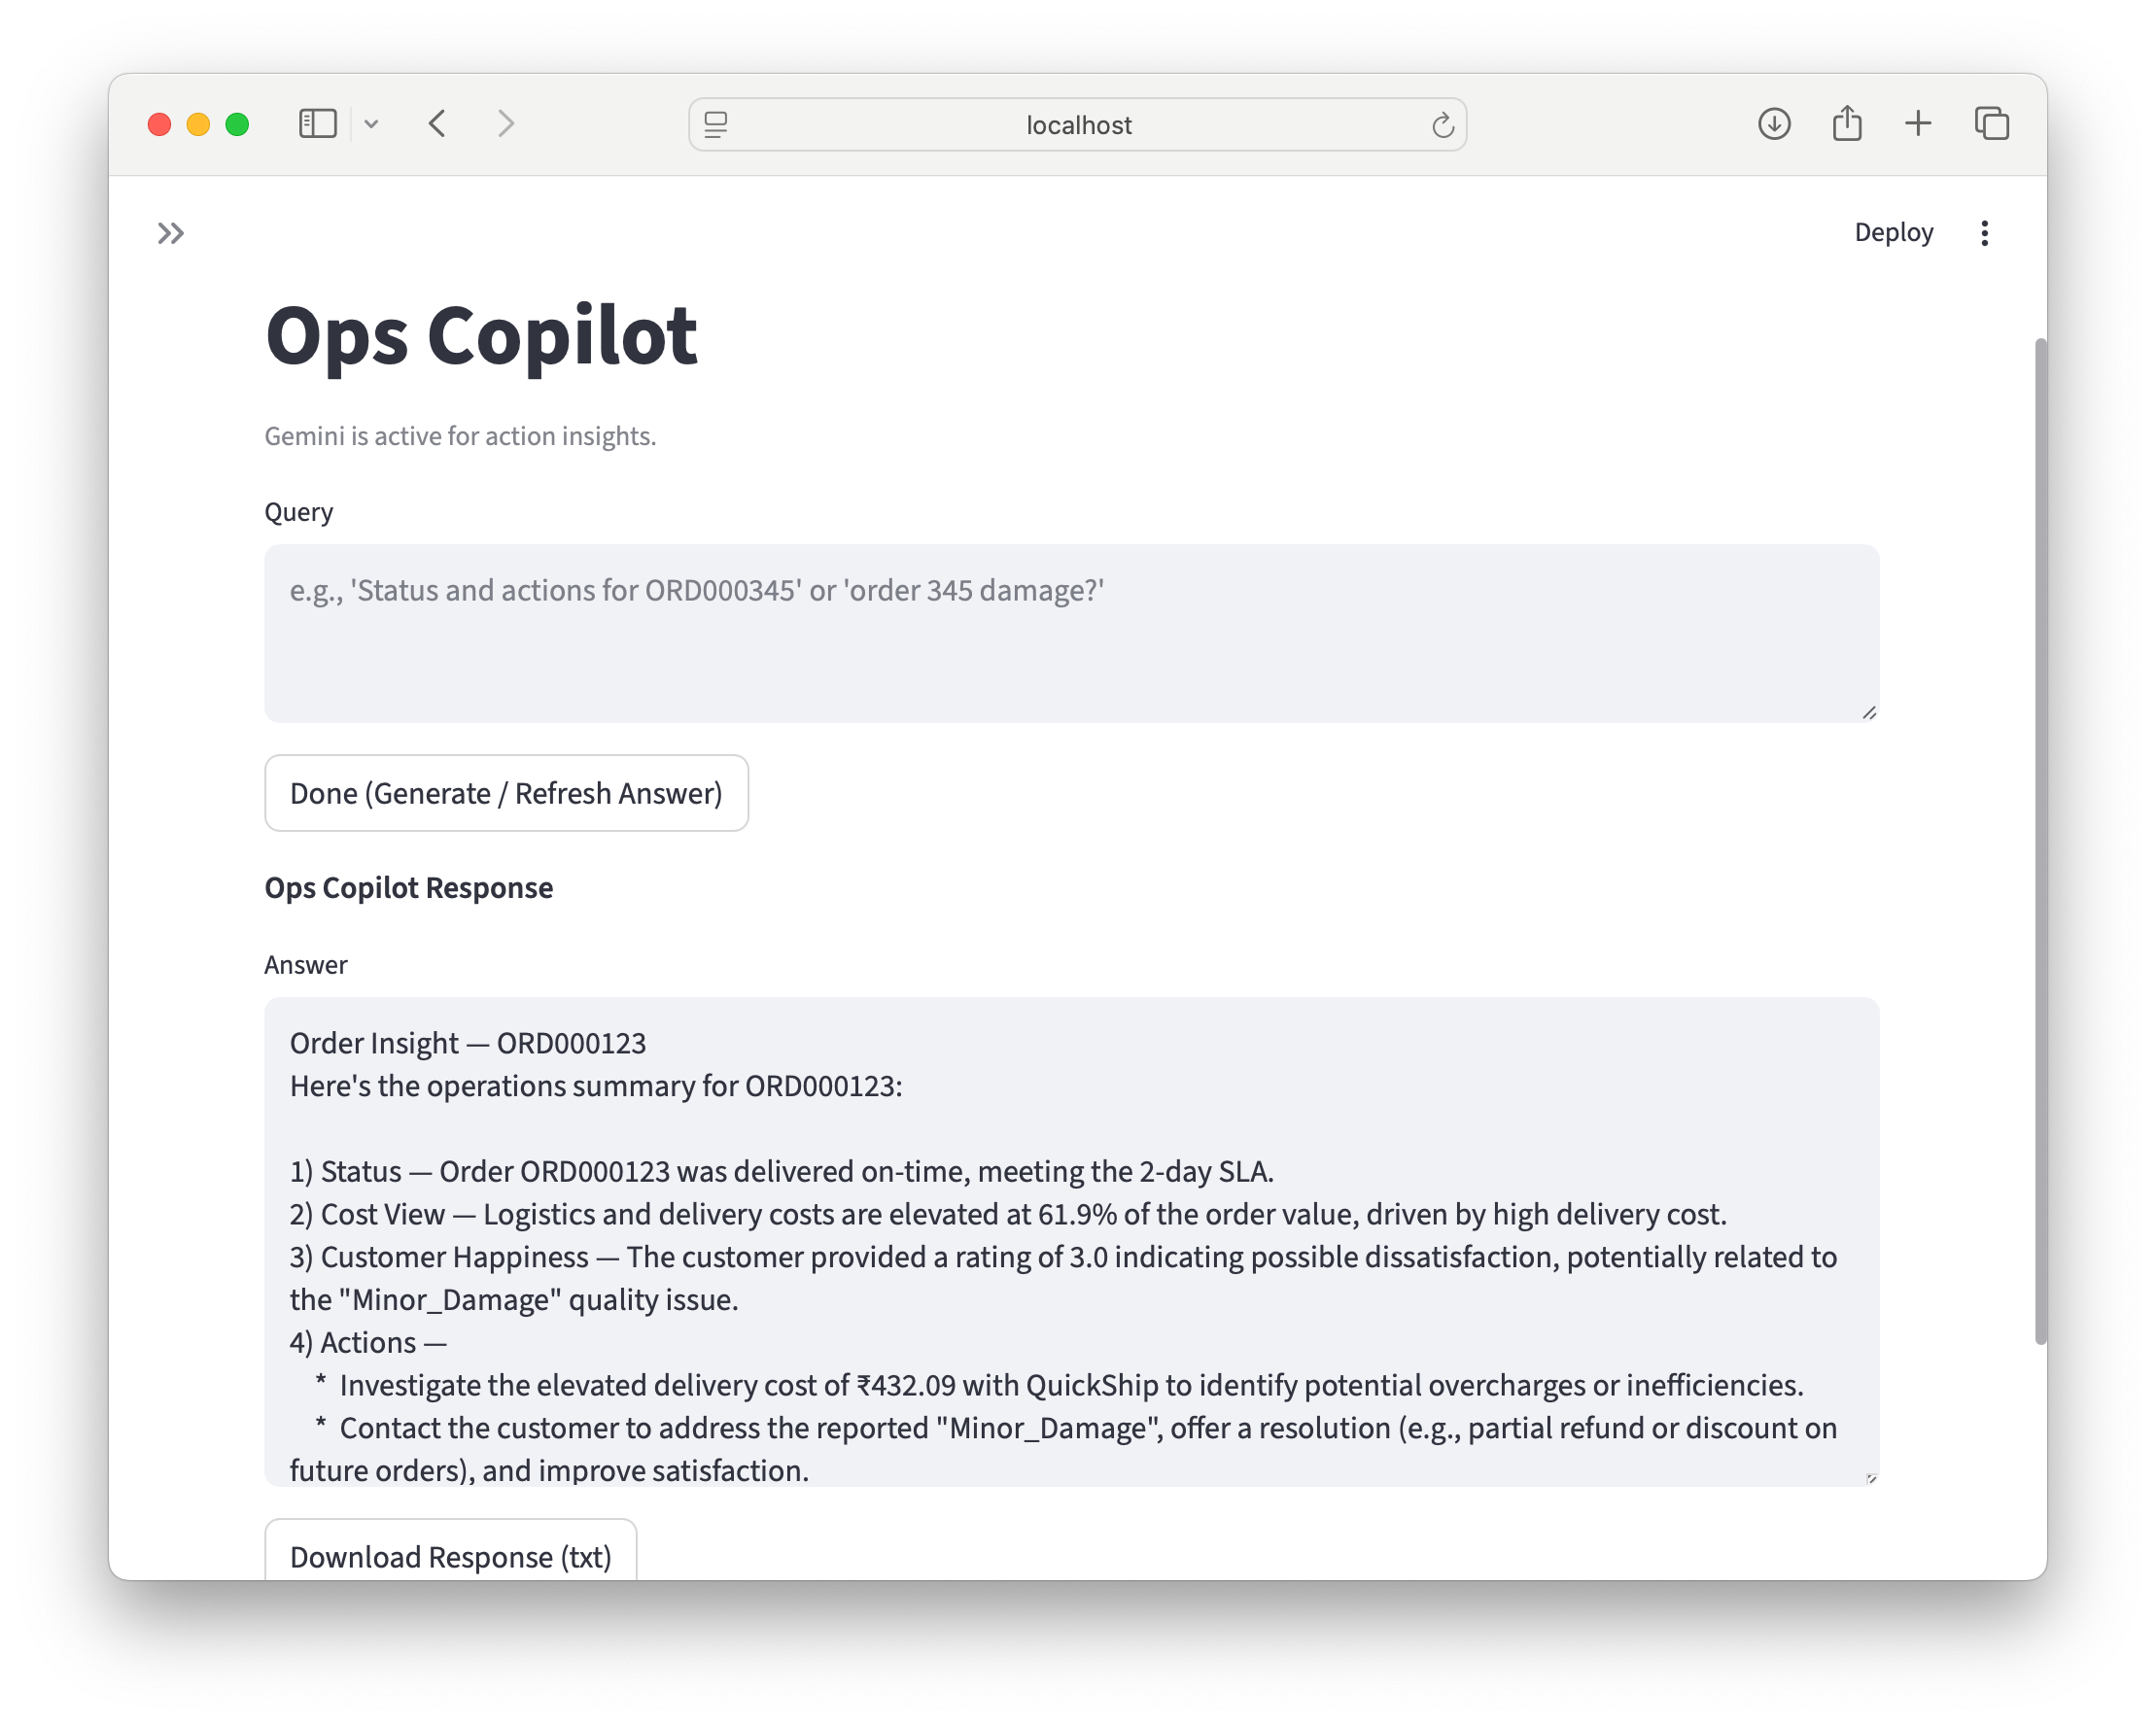 localhost
Deploy
Ops Copilot
Gemini is active for action insights.
Query
e.g., 'Status and actions for ORD000345' or 'order 345 damage?'
Done (Generate / Refresh Answer)
Ops Copilot Response
Answer
Order Insight — ORD000123
Here's the operations summary for ORD000123:
1) Status — Order ORD000123 was delivered on-time, meeting the 2-day SLA.
2) Cost View — Logistics and delivery costs are elevated at 61.9% of the order value, driven by high delivery cost.
3) Customer Happiness — The customer provided a rating of 3.0 indicating possible dissatisfaction, potentially related to
the "Minor_Damage" quality issue.
4) Actions —
* Investigate the elevated delivery cost of ₹432.09 with QuickShip to identify potential overcharges or inefficiencies.
* Contact the customer to address the reported "Minor_Damage", offer a resolution (e.g., partial refund or discount on
future orders), and improve satisfaction.
Download Response (txt)